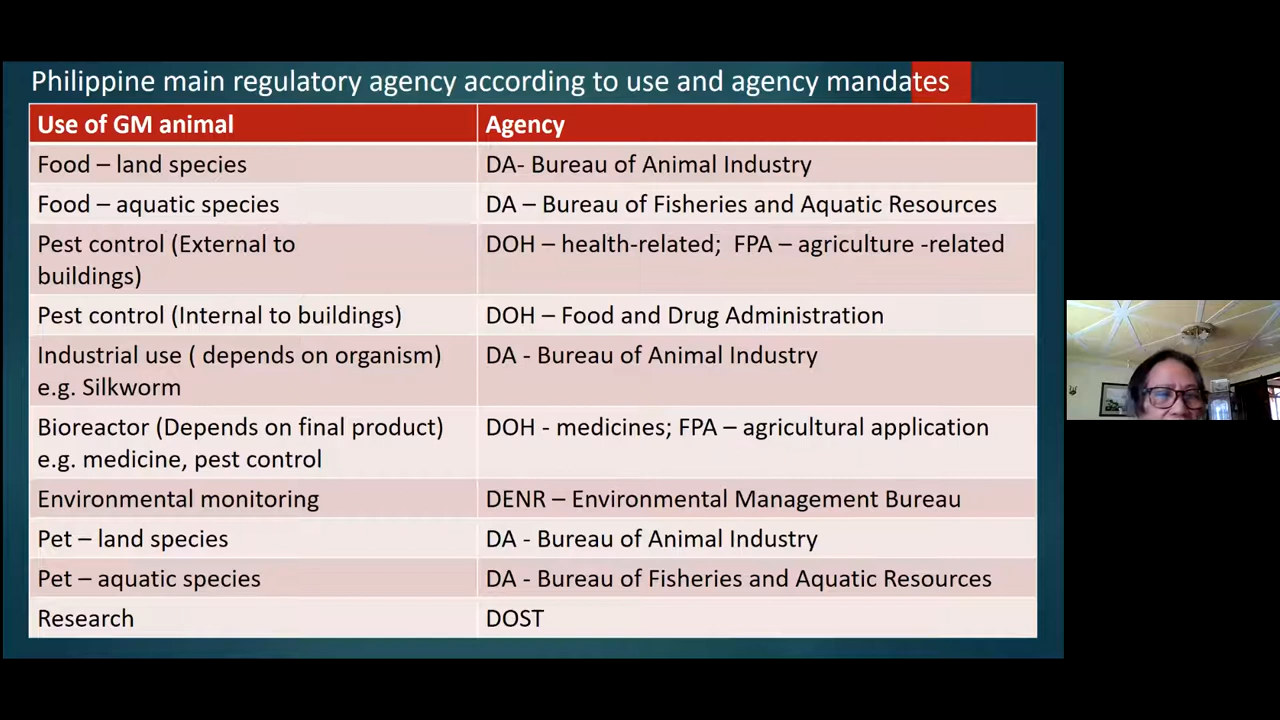 Philippine main regulatory agency according to use and agency mandates
Use of GM animal Agency
Food – land species DA- Bureau of Animal Industry
Food – aquatic species DA – Bureau of Fisheries and Aquatic Resources
Pest control (External to DOH – health-related; FPA – agriculture -related
buildings)
Pest control (Internal to buildings) DOH – Food and Drug Administration
Industrial use ( depends on organism) DA - Bureau of Animal Industry
e.g. Silkworm
Bioreactor (Depends on final product) DOH - medicines; FPA – agricultural application
e.g. medicine, pest control
Environmental monitoring DENR – Environmental Management Bureau
Pet – land species DA - Bureau of Animal Industry
Pet – aquatic species DA - Bureau of Fisheries and Aquatic Resources
Research DOST